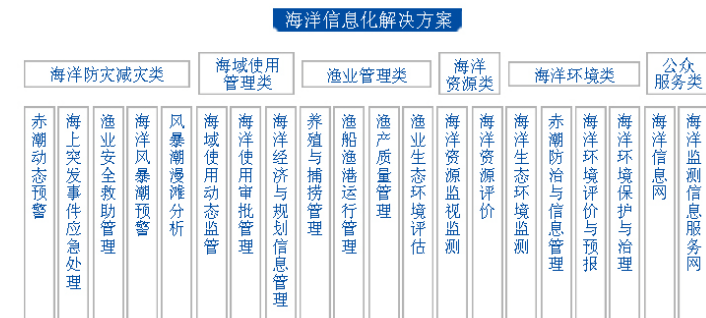 海洋信息化解决方案
海洋防灾减灾类
海域使用
管理类
渔业管理类
海洋
资源类
海洋环境类
公众
服务类
赤潮动态预警
海上突发事件应急处理
渔业安全救助管理
海洋风暴潮预警
风暴潮漫滩分析
海域使用动态监管
海洋使用审批管理
海洋经济与规划信息管理
养殖与捕捞管理
渔船渔港运行管理
渔产质量管理
渔业生态环境评估
海洋资源监视监测
海洋资源评价
海洋生态环境监测
赤潮防治与信息管理
海洋环境评价与预报
海洋环境保护与治理
海洋信息网
海洋监测信息服务网